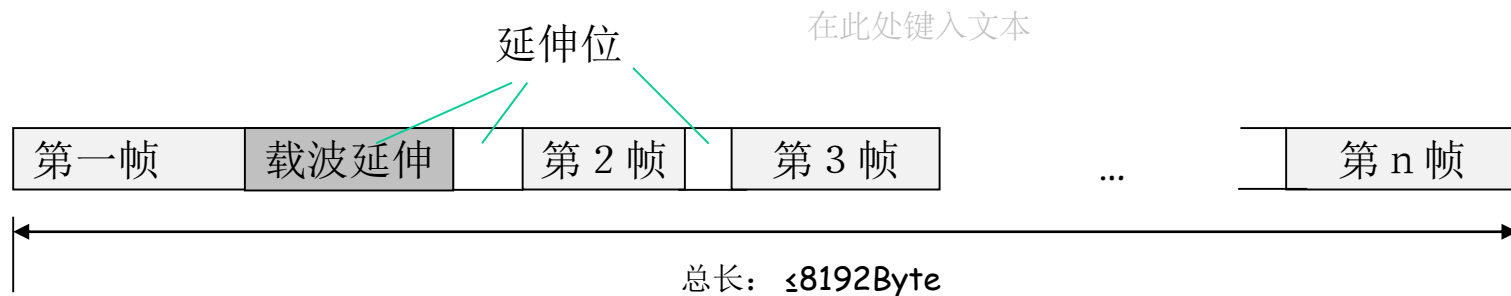 在此处键入文本
延伸位
第一帧 载波延伸 第2帧 第3帧 … 第n帧
总长：≤8192Byte